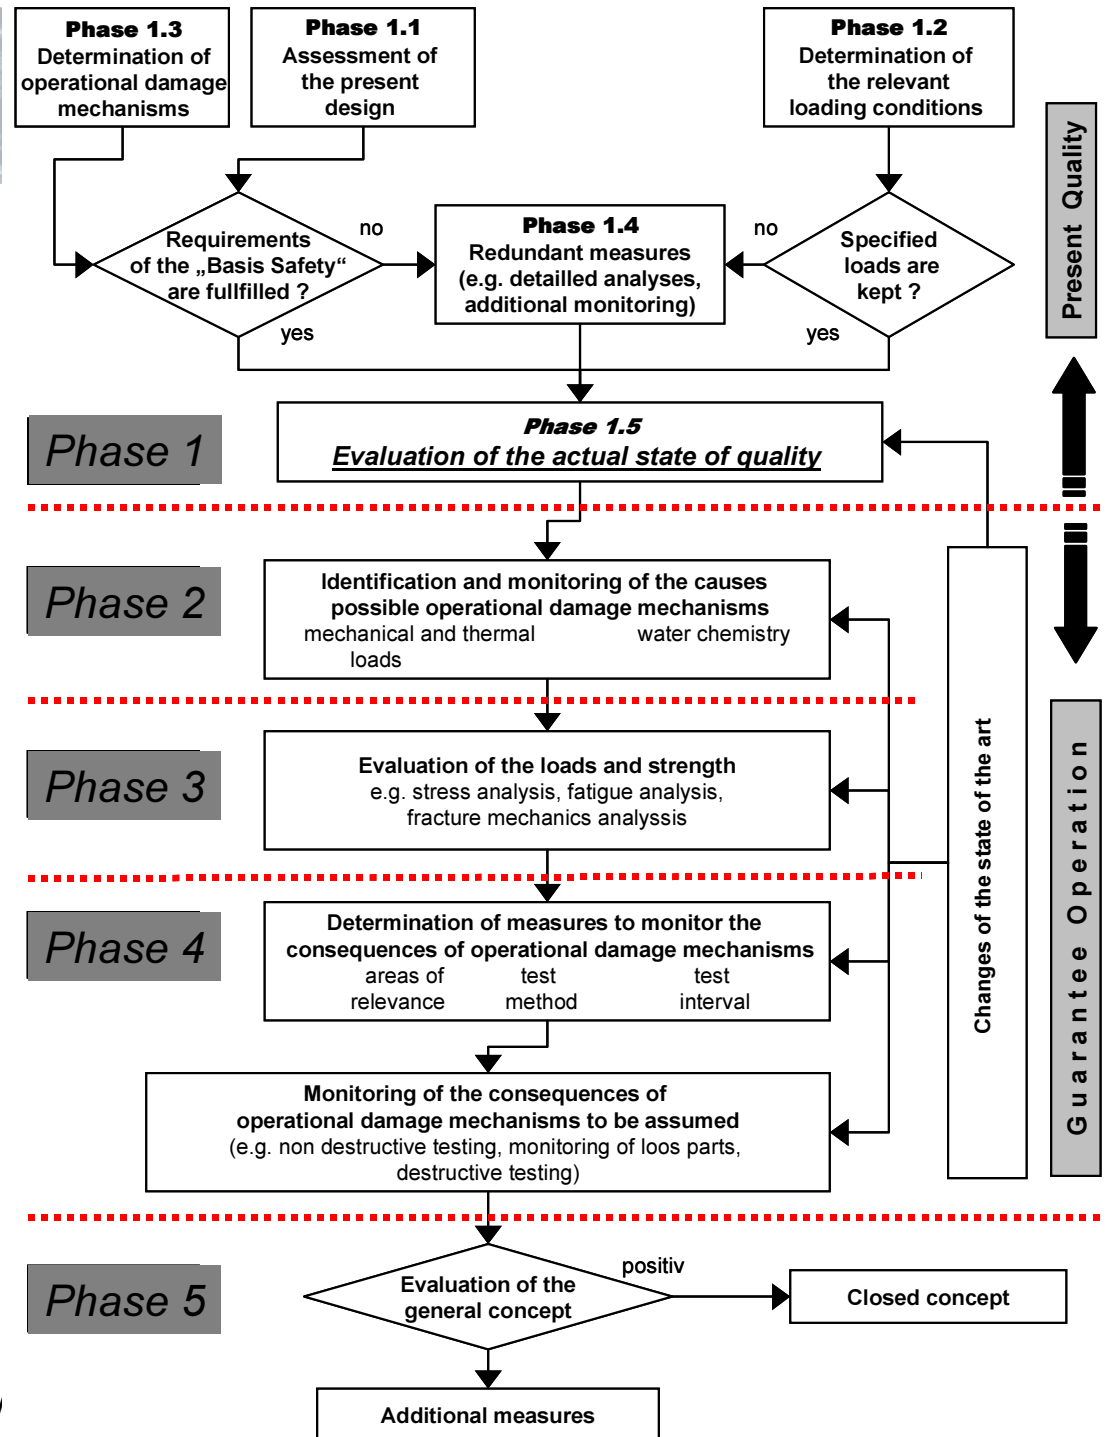 Phase 1.3
Determination of
operational damage
mechanisms
Phase 1.1
Assessment of
the present
design
Phase 1.2
Determination of
the relevant
loading conditions
Present Quality
Requirements
of the „Basis Safety“
are fullfilled ?
no
yes
Phase 1.4
Redundant measures
(e.g. detailled analyses,
additional monitoring)
no
Specified
loads are
kept ?
yes
Phase 1
Phase 1.5
Evaluation of the actual state of quality
Phase 2
Identification and monitoring of the causes
possible operational damage mechanisms
mechanical and thermal water chemistry
loads
Changes of the state of the art
Guarantee Operation
Phase 3
Evaluation of the loads and strength
e.g. stress analysis, fatigue analysis,
fracture mechanics analyssis
Phase 4
Determination of measures to monitor the
consequences of operational damage mechanisms
areas of test test
relevance method interval
Monitoring of the consequences of
operational damage mechanisms to be assumed
(e.g. non destructive testing, monitoring of loos parts,
destructive testing)
Phase 5
Evaluation of the
general concept
positiv
Closed concept
Additional measures